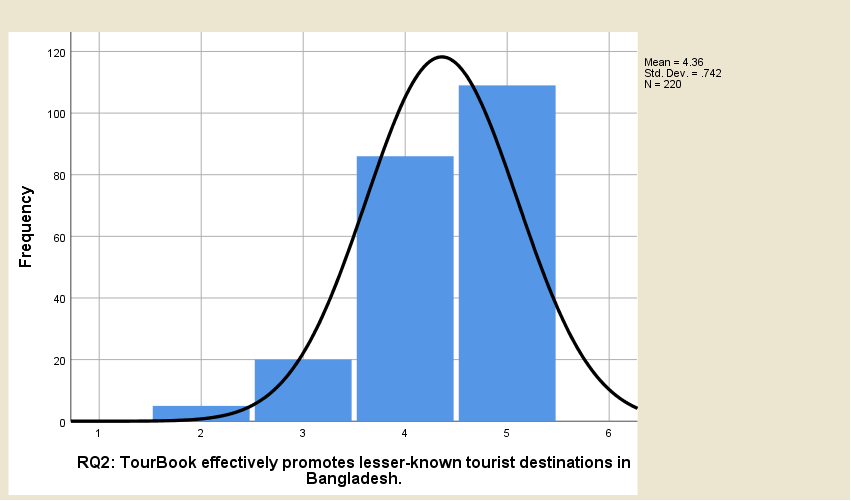 120
100
80
60
40
20
0
Frequency
1 2 3 4 5 6
RQ2: TourBook effectively promotes lesser-known tourist destinations in
Bangladesh.
Mean = 4.36
Std. Dev. = .742
N = 220